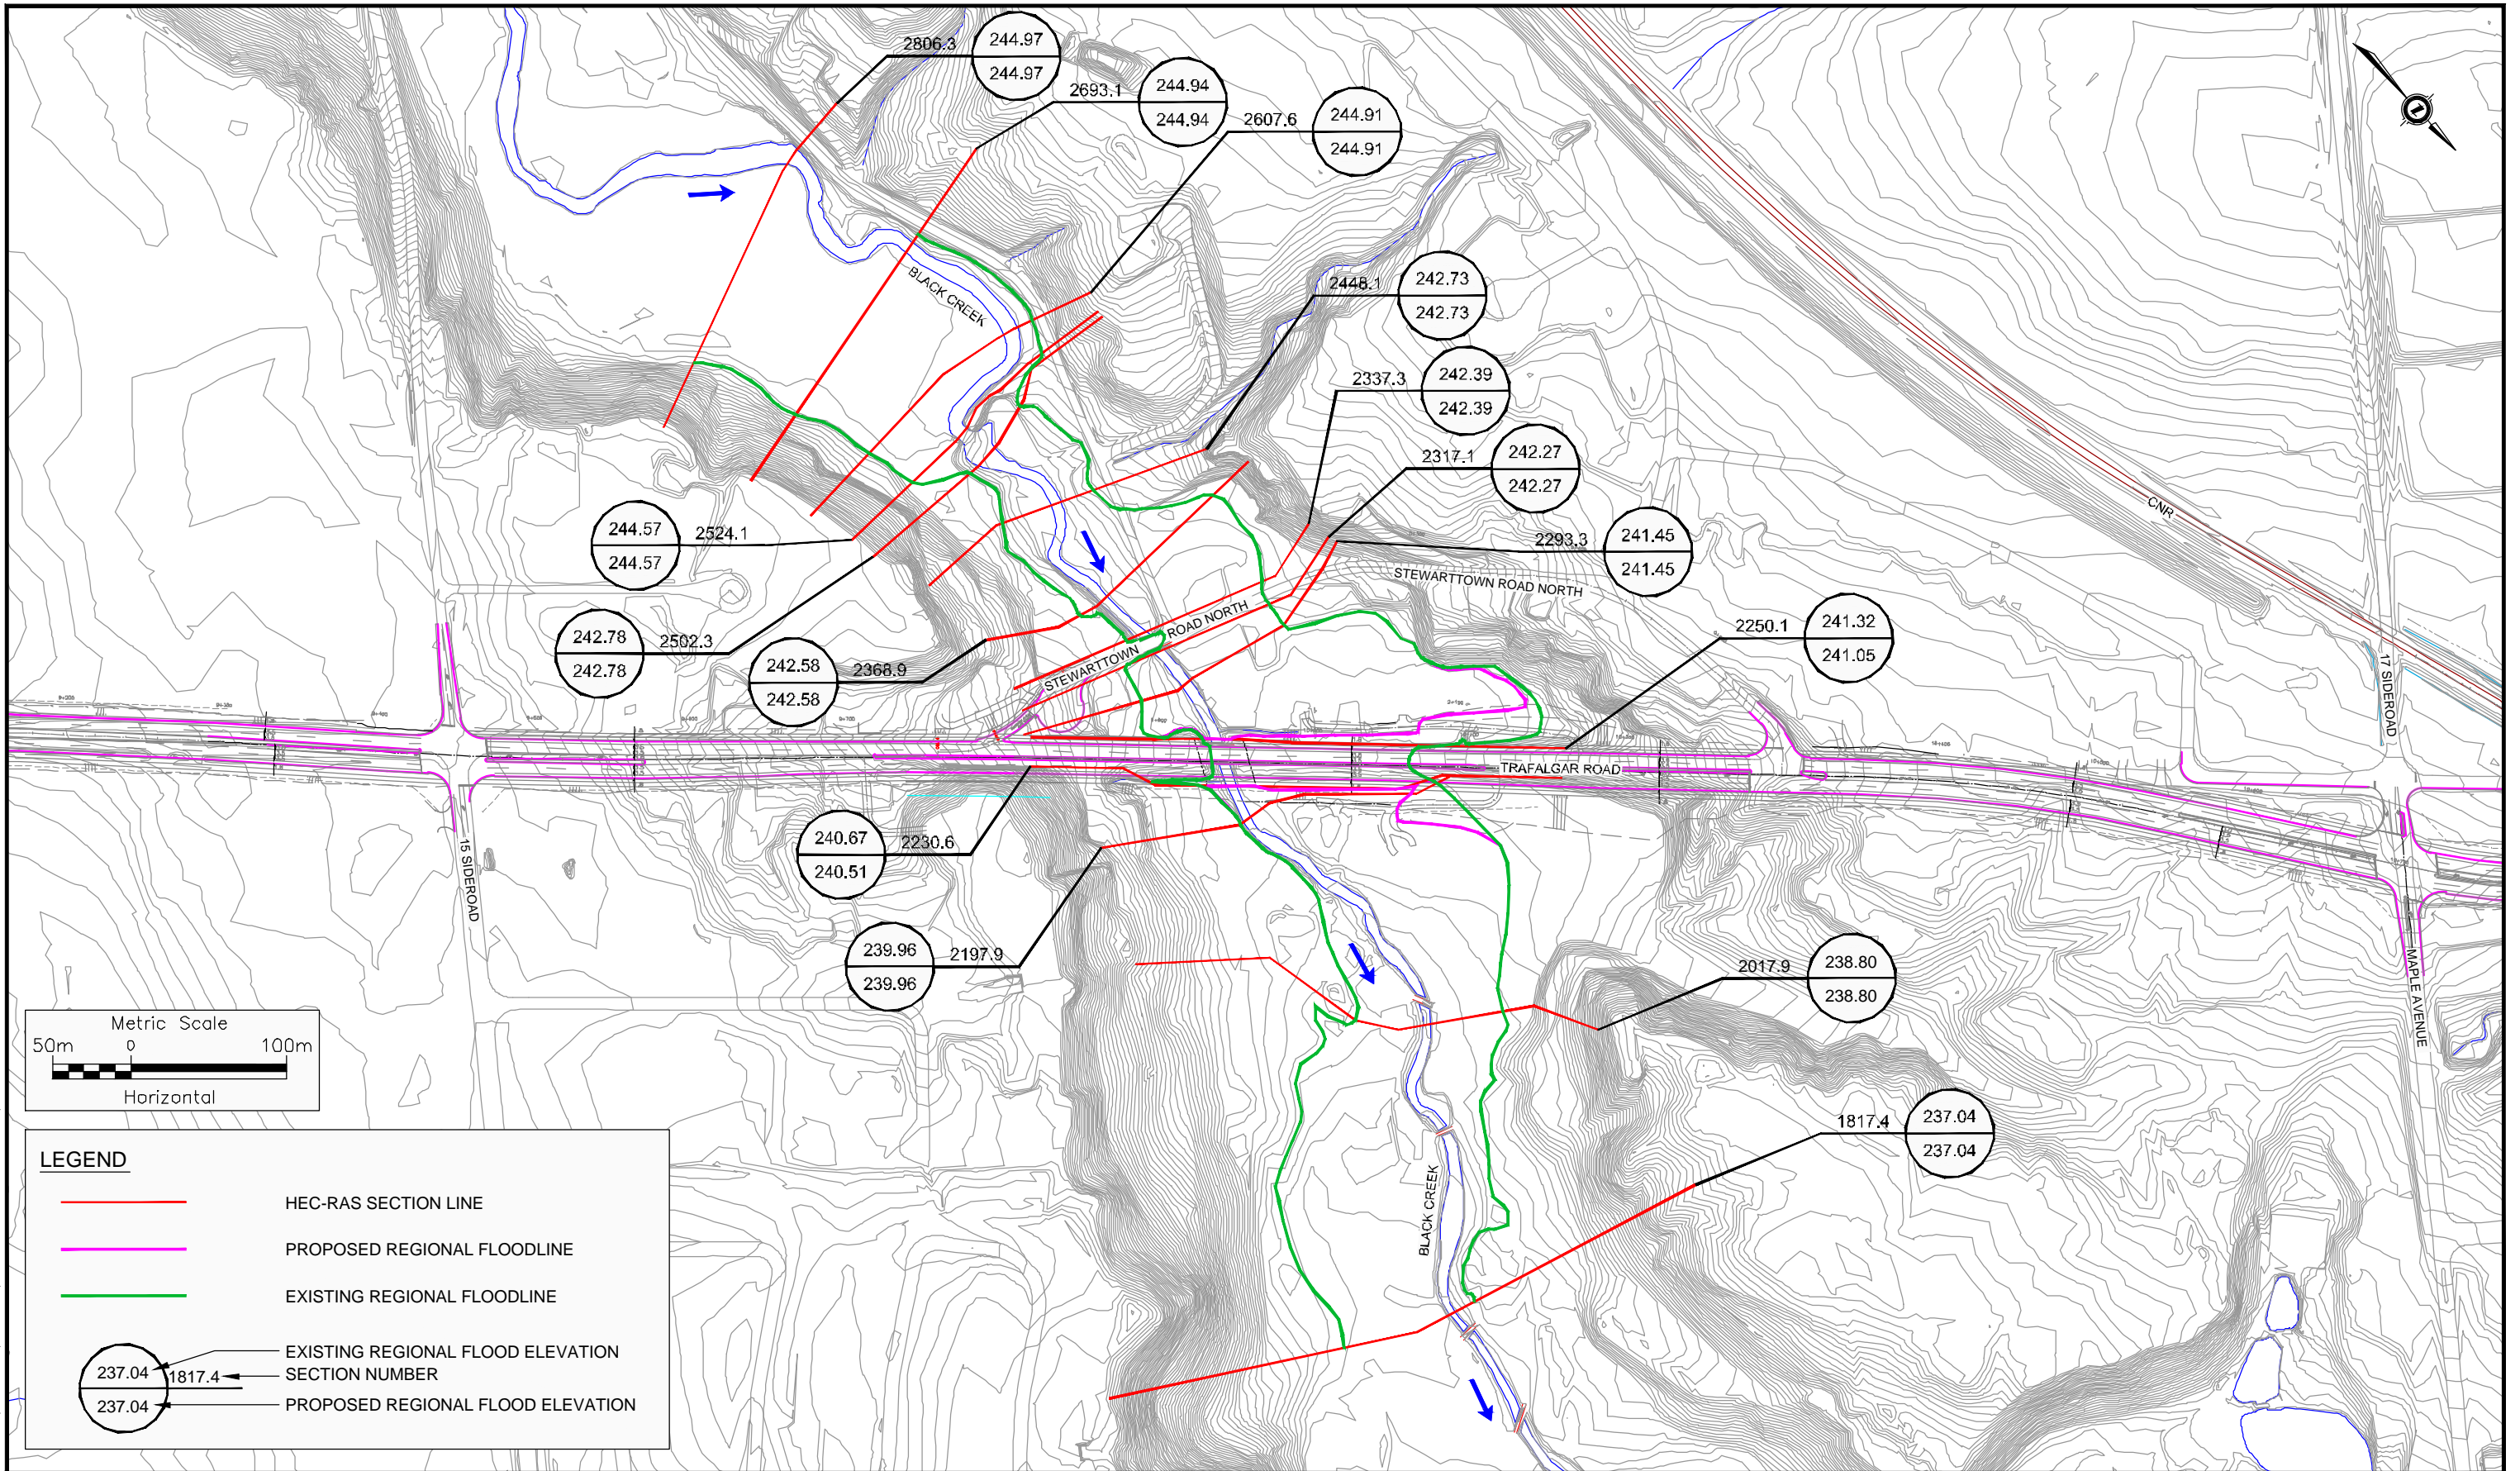 2806.3
244.97
244.97
2693.1
244.94
244.94
2607.6
244.91
244.91
BLACK CREEK
2448.1
242.73
242.73
2337.3
242.39
242.39
2317.1
242.27
242.27
CNR
244.57
2524.1
244.57
2293.3
241.45
241.45
STEWARTTOWN ROAD NORTH
STEWARTTOWN ROAD NORTH
242.78
2502.3
242.78
242.58
2368.9
242.58
2250.1
241.32
241.05
17 SIDEROAD
TRAFALGAR ROAD
15 SIDEROAD
240.67
2230.6
240.51
239.96
2197.9
239.96
2017.9
238.80
238.80
MAPLE AVENUE
Metric Scale
50m 0 100m
Horizontal
1817.4
237.04
237.04
BLACK CREEK
LEGEND
HEC-RAS SECTION LINE
PROPOSED REGIONAL FLOODLINE
EXISTING REGIONAL FLOODLINE
237.04
1817.4
237.04
EXISTING REGIONAL FLOOD ELEVATION
SECTION NUMBER
PROPOSED REGIONAL FLOOD ELEVATION